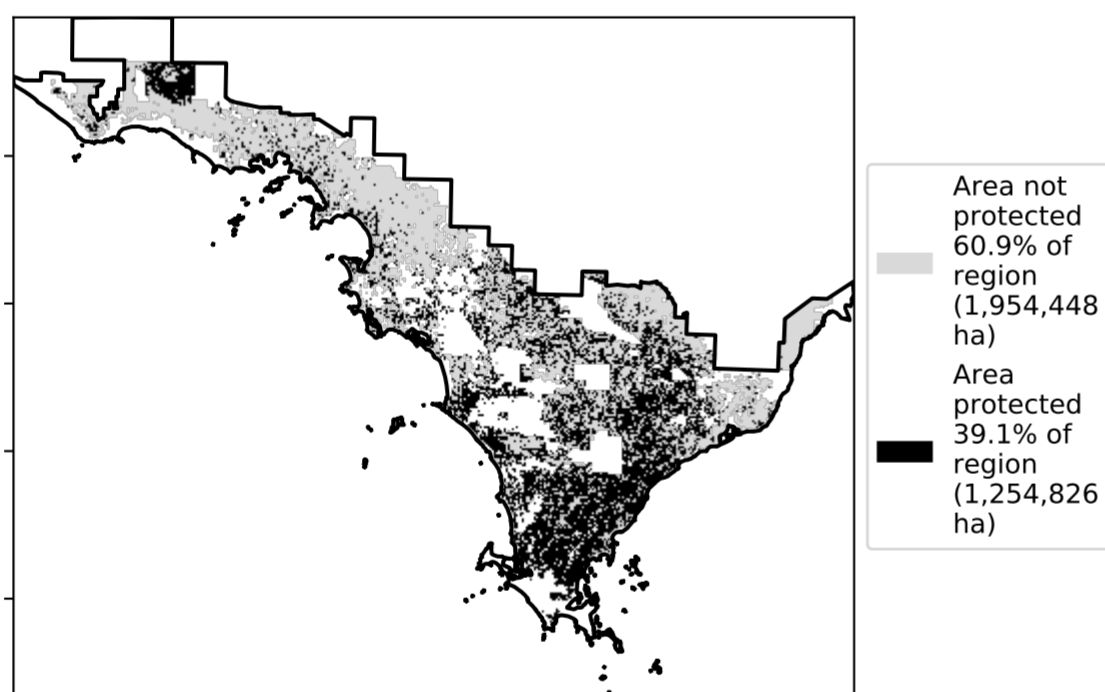 Area not
protected
60.9% of
region
(1,954,448
ha)
Area
protected
39.1% of
region
(1,254,826
ha)